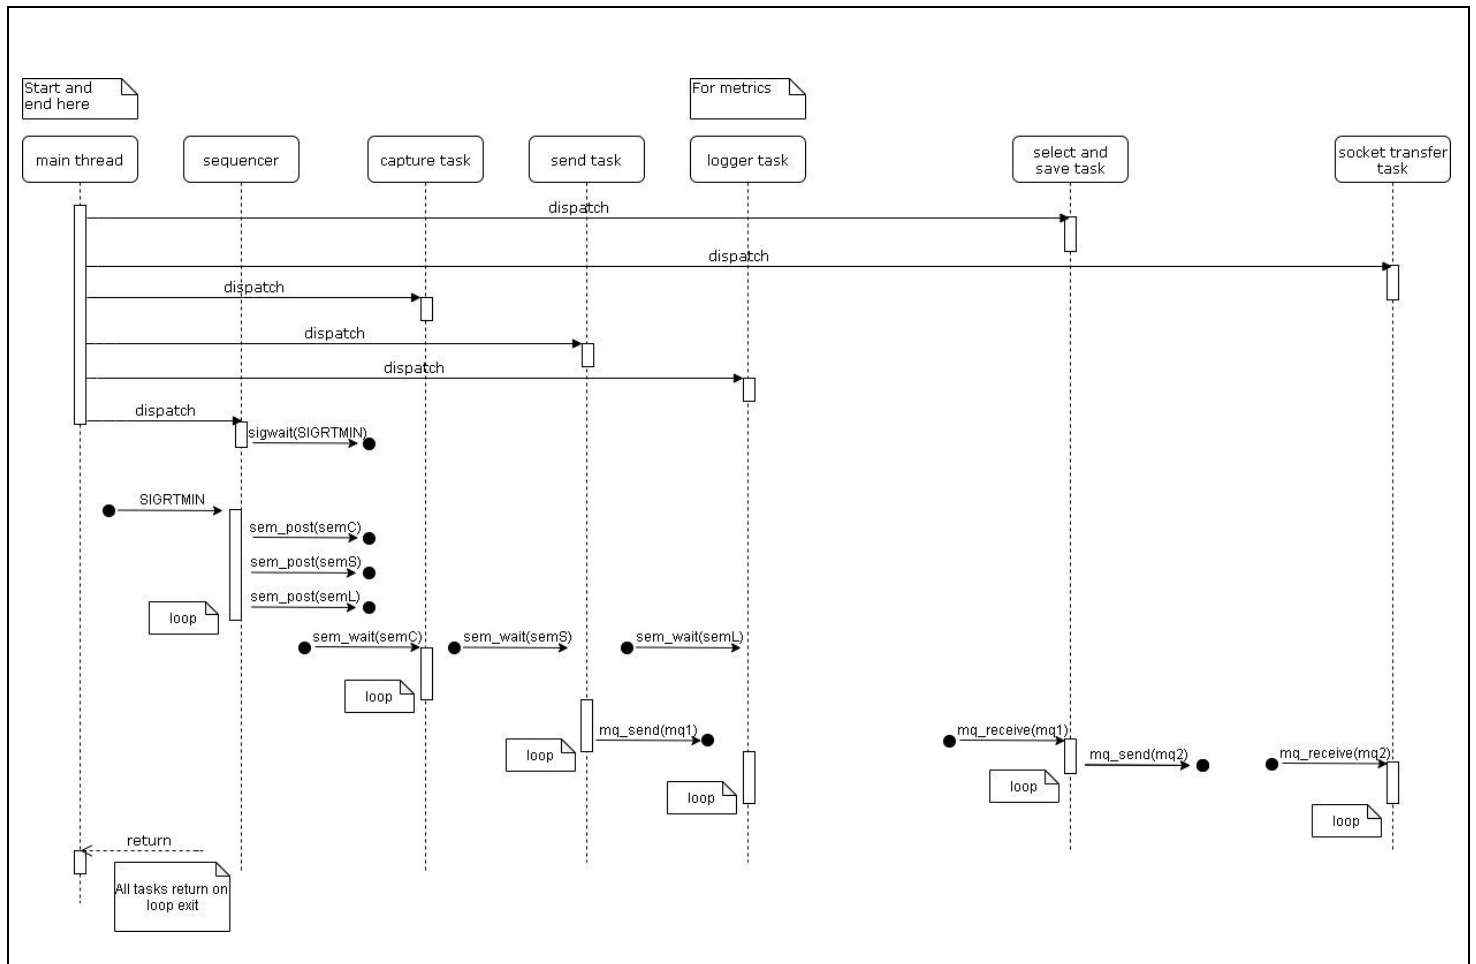 Start and
end here
For metrics
main thread
sequencer
capture task
send task
logger task
select and
save task
socket transfer
task
dispatch
dispatch
dispatch
dispatch
dispatch
dispatch
sigwait(SIGRTMIN)
SIGRTMIN
sem_post(semC)
sem_post(semS)
sem_post(semL)
loop
sem_wait(semC)
sem_wait(semS)
sem_wait(semL)
loop
mq_send(mq1)
mq_receive(mq1)
loop
mq_send(mq2)
mq_receive(mq2)
loop
loop
loop
return
All tasks return on
loop exit